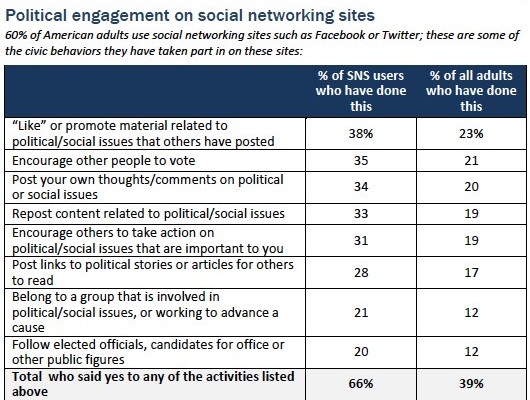 Political engagement on social networking sites
60% of American adults use social networking sites such as Facebook or Twitter; these are some of
the civic behaviors they have taken part in on these sites:
% of SNS users
who have done
this
% of all adults
who have done
this
“Like” or promote material related to
political/social issues that others have posted
38%
23%
Encourage other people to vote
35
21
Post your own thoughts/comments on political
or social issues
34
20
Repost content related to political/social issues
33
19
Encourage others to take action on
political/social issues that are important to you
31
19
Post links to political stories or articles for others
to read
28
17
Belong to a group that is involved in
political/social issues, or working to advance a
cause
21
12
Follow elected officials, candidates for office or
other public figures
20
12
Total who said yes to any of the activities listed
above
66%
39%